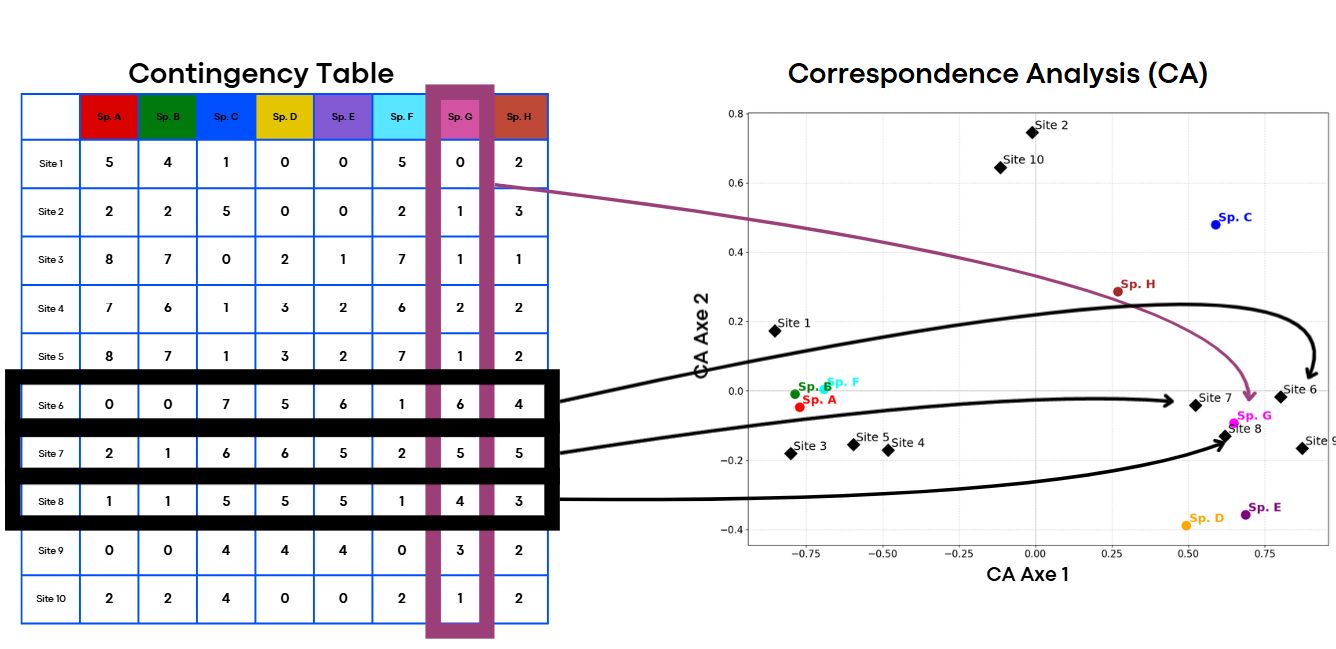 Contingency Table
Sp. A Sp. B Sp. C Sp. D Sp. E Sp. F Sp. G Sp. H
Site 1 5 4 1 0 0 5 0 2
Site 2 2 2 5 0 0 2 1 3
Site 3 8 7 0 2 1 7 1 1
Site 4 7 6 1 3 2 6 2 2
Site 5 8 7 1 3 2 7 1 2
Site 6 0 0 7 5 6 1 6 4
Site 7 2 1 6 6 5 2 5 5
Site 8 1 1 5 5 5 1 4 3
Site 9 0 0 4 4 4 0 3 2
Site 10 2 2 4 0 0 2 1 2
Correspondence Analysis (CA)
CA Axe 2
0.8
0.6
0.4
0.2
0.0
−0.2
−0.4
Site 2
Site 10
Sp. C
Sp. H
Site 1
Sp. B
Sp. F
Sp. A
Site 6
Site 7
Sp. G
Site 8
Site 3
Site 5
Site 4
Site 9
Sp. E
Sp. D
−0.75 −0.50 −0.25 0.00 0.25 0.50 0.75
CA Axe 1